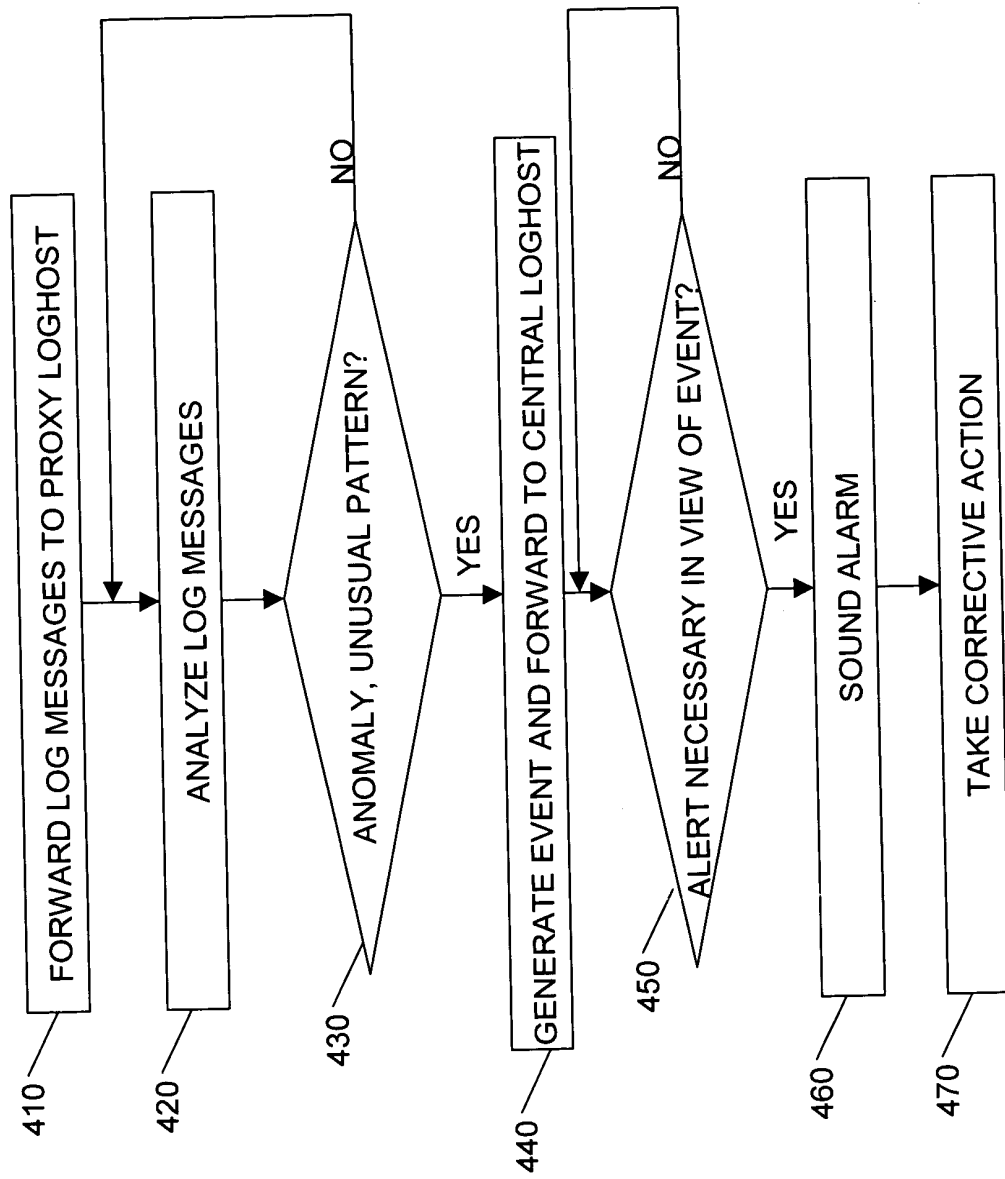 410
FORWARD LOG MESSAGES TO PROXY LOGHOST
420
ANALYZE LOG MESSAGES
430
ANOMALY, UNUSUAL PATTERN?
NO
YES
440
GENERATE EVENT AND FORWARD TO CENTRAL LOGHOST
450
ALERT NECESSARY IN VIEW OF EVENT?
NO
YES
460
SOUND ALARM
470
TAKE CORRECTIVE ACTION